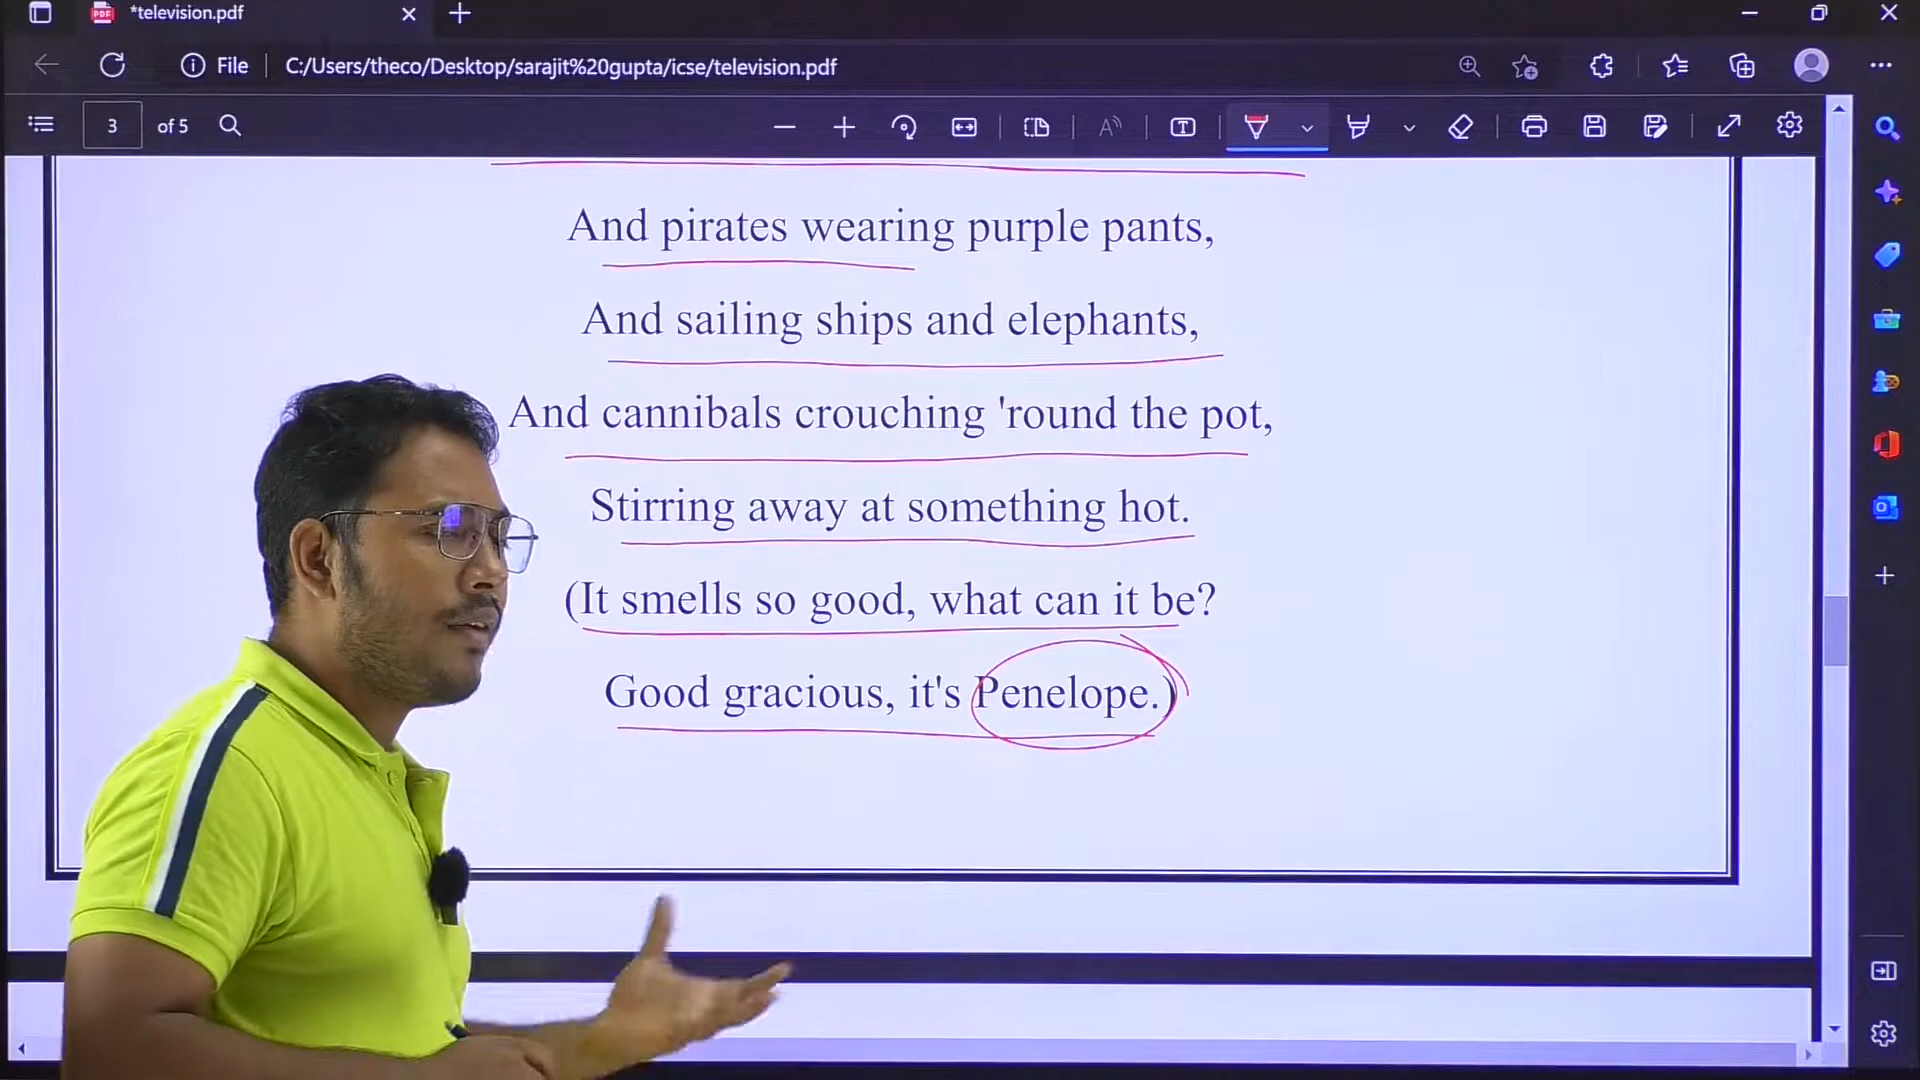 *television.pdf
File
C:/Users/theco/Desktop/sarajit%20gupta/icse/television.pdf
3 of 5
And pirates wearing purple pants,
And sailing ships and elephants,
And cannibals crouching 'round the pot,
Stirring away at something hot.
(It smells so good, what can it be?
Good gracious, it's Penelope.)